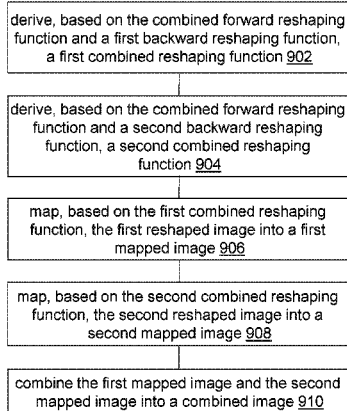 derive, based on the combined forward reshaping
function and a first backward reshaping function,
a first combined reshaping function 902
derive, based on the combined forward reshaping
function and a second backward reshaping
function, a second combined reshaping
function 904
map, based on the first combined reshaping
function, the first reshaped image into a first
mapped image 906
map, based on the second combined reshaping
function, the second reshaped image into a
second mapped image 908
combine the first mapped image and the second
mapped image into a combined image 910